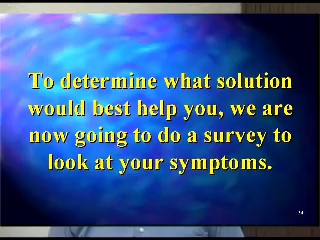 To determine what solution
would best help you, we are
now going to do a survey to
look at your symptoms.